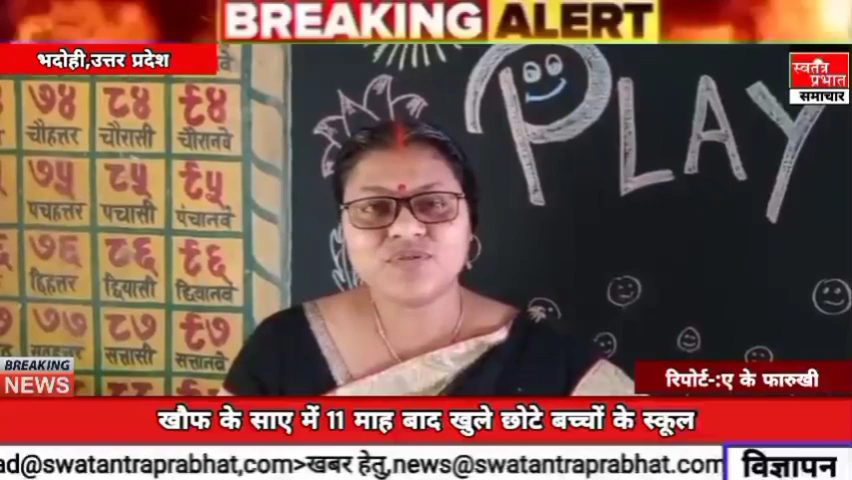 BREAKING ALERT
भदोही,उत्तर प्रदेश
स्वतंत्र
प्रभात
समाचार
PLAY
७४ ८४ ९४
चौहत्तर चौरासी चौरानवे
७५ ८५ ९५
पचहत्तर पचासी पंचानवे
७६ ८६ ९६
छिहत्तर छियासी छियानवे
७७ ८७ ९७
सतहत्तर सत्तासी सत्तानवे
BREAKING
NEWS
रिपोर्ट-:ए के फारुखी
खौफ के साए में 11 माह बाद खुले छोटे बच्चों के स्कूल
ad@swatantraprabhat,com>खबर हेतु,news@swatantraprabhat.com
विज्ञापन